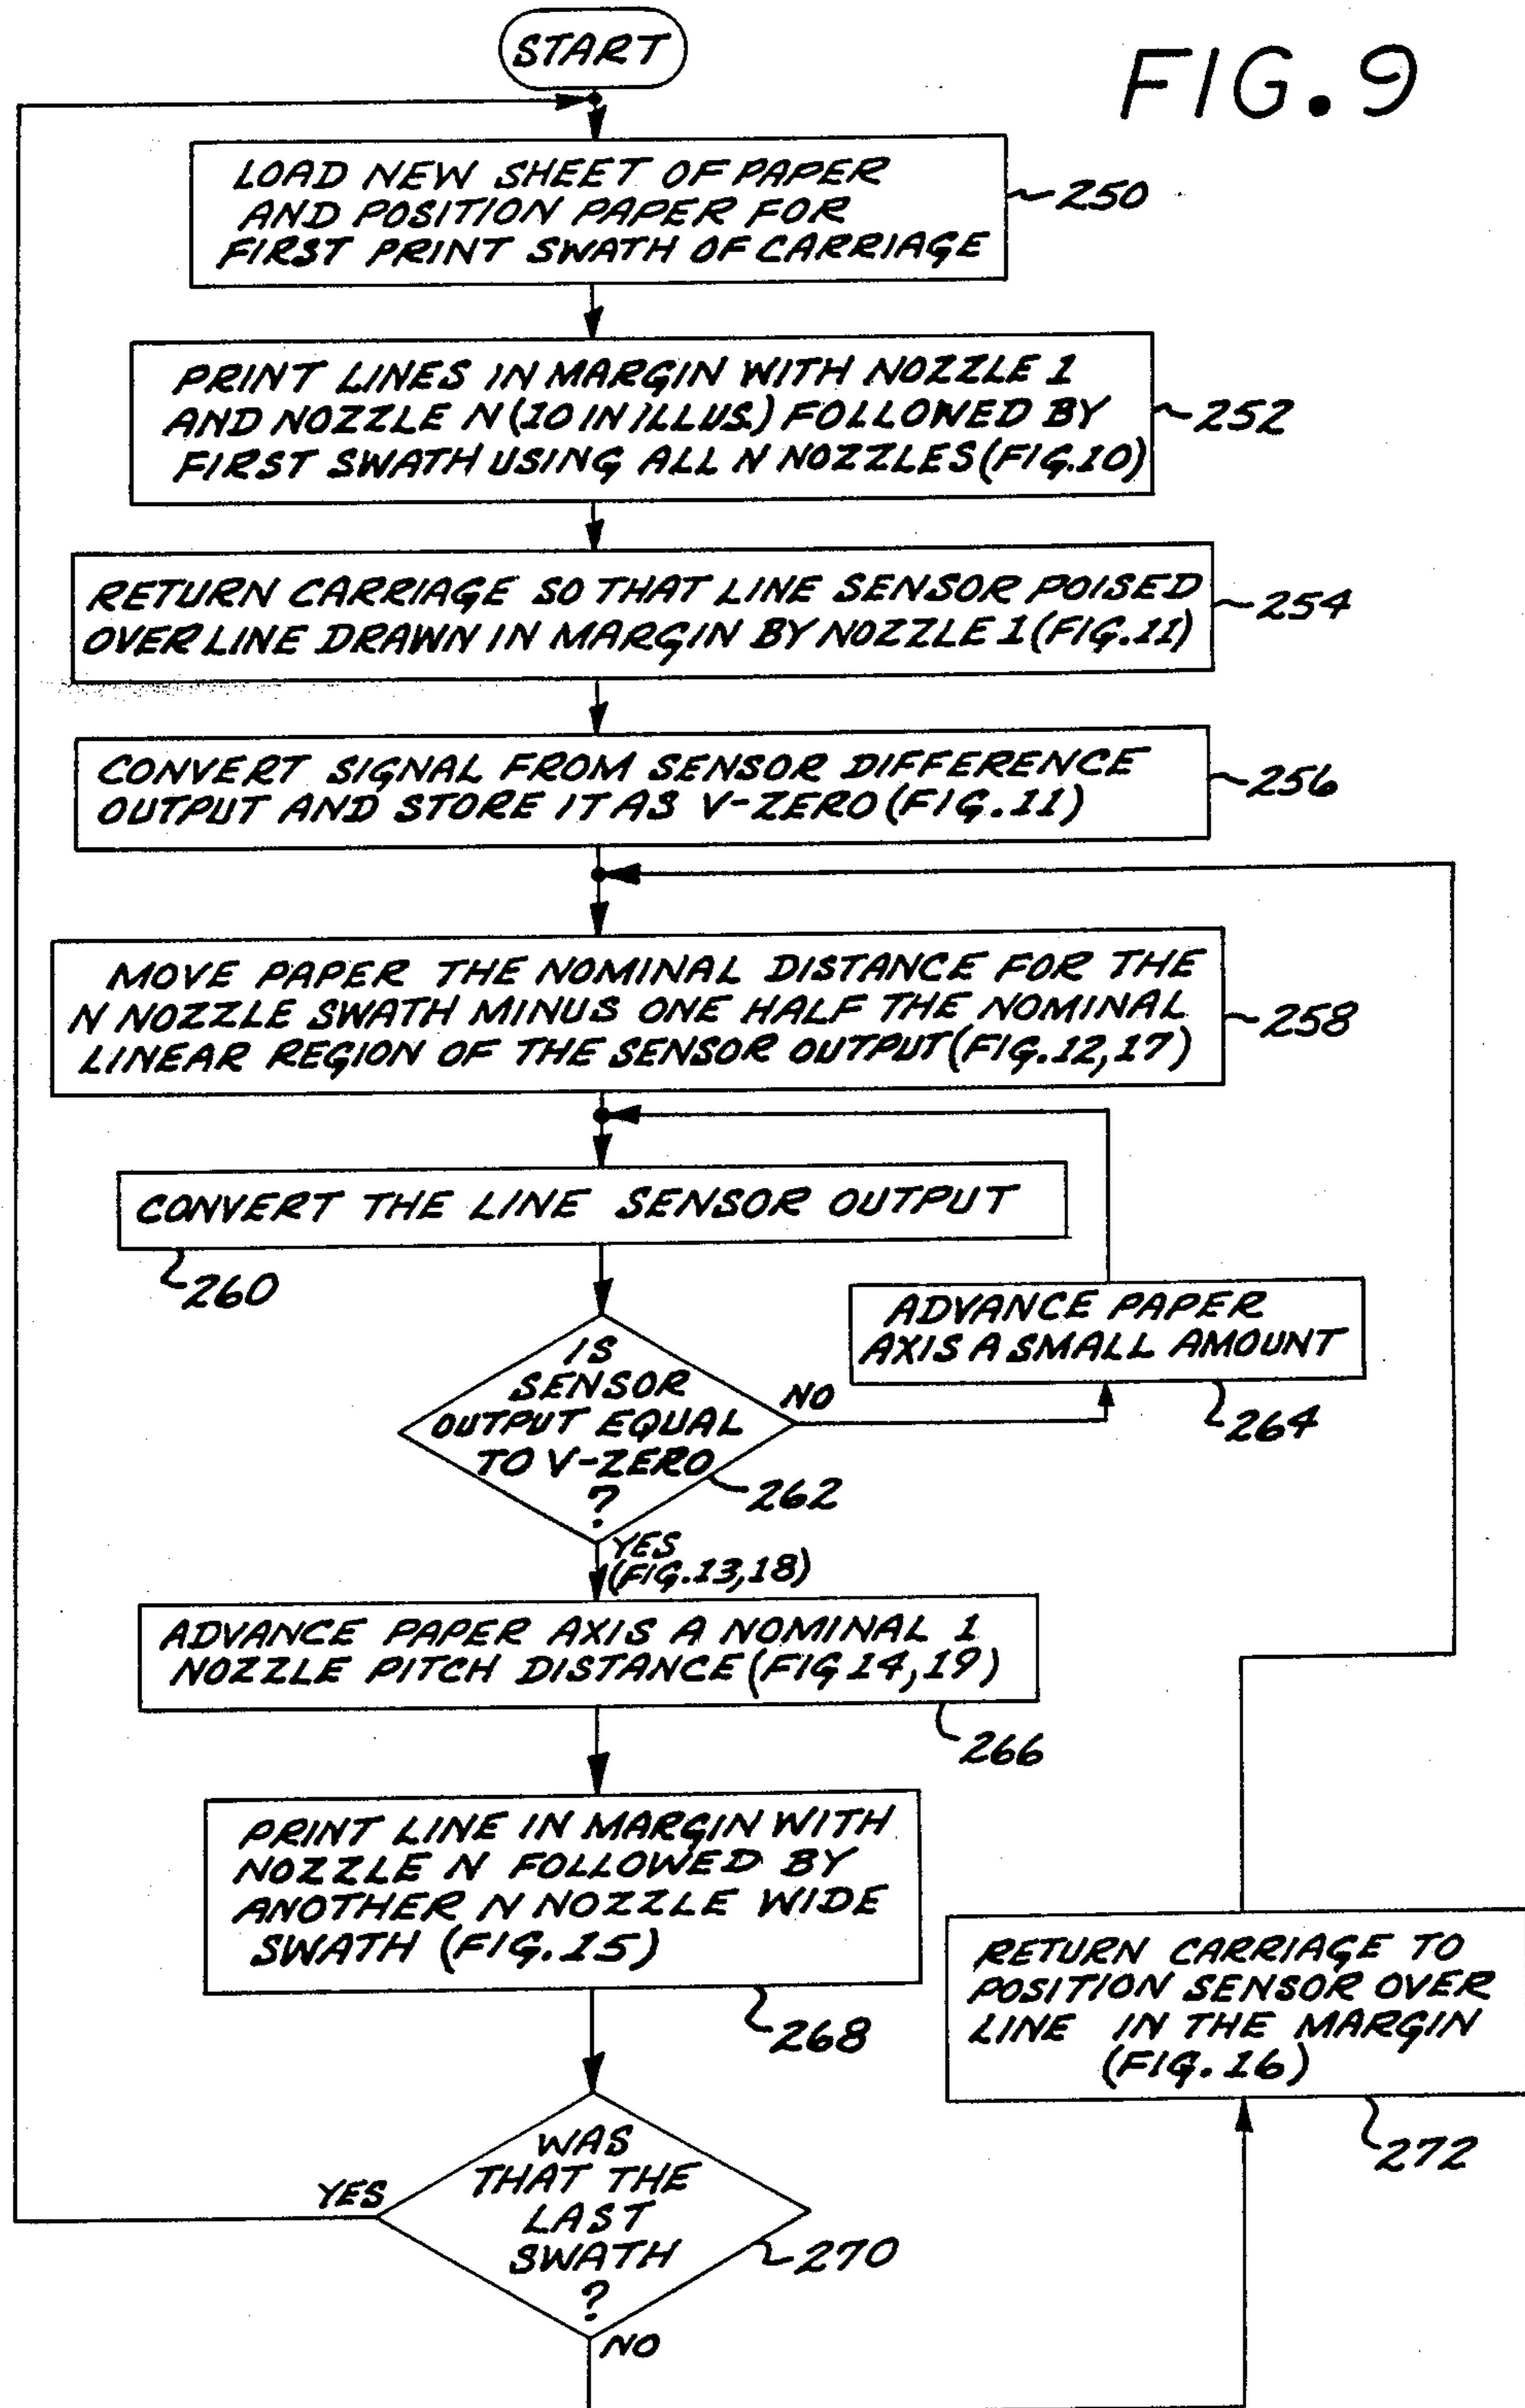 START
FIG. 9
LOAD NEW SHEET OF PAPER
AND POSITION PAPER FOR
FIRST PRINT SWATH OF CARRIAGE
250
PRINT LINES IN MARGIN WITH NOZZLE 1
AND NOZZLE N (10 IN ILLUS.) FOLLOWED BY
FIRST SWATH USING ALL N NOZZLES (FIG.10)
252
RETURN CARRIAGE SO THAT LINE SENSOR POISED
OVER LINE DRAWN IN MARGIN BY NOZZLE 1 (FIG.11)
254
CONVERT SIGNAL FROM SENSOR DIFFERENCE
OUTPUT AND STORE IT AS V-ZERO (FIG.11)
256
MOVE PAPER THE NOMINAL DISTANCE FOR THE
N NOZZLE SWATH MINUS ONE HALF THE NOMINAL
LINEAR REGION OF THE SENSOR OUTPUT (FIG.12,17)
258
CONVERT THE LINE SENSOR OUTPUT
260
IS
SENSOR
OUTPUT EQUAL
TO V-ZERO
?
262
NO
ADVANCE PAPER
AXIS A SMALL AMOUNT
264
YES
(FIG.13,18)
ADVANCE PAPER AXIS A NOMINAL 1
NOZZLE PITCH DISTANCE (FIG 14,19)
266
PRINT LINE IN MARGIN WITH
NOZZLE N FOLLOWED BY
ANOTHER N NOZZLE WIDE
SWATH (FIG.15)
268
RETURN CARRIAGE TO
POSITION SENSOR OVER
LINE IN THE MARGIN
(FIG. 16)
272
WAS
THAT THE
LAST
SWATH
?
270
YES
NO